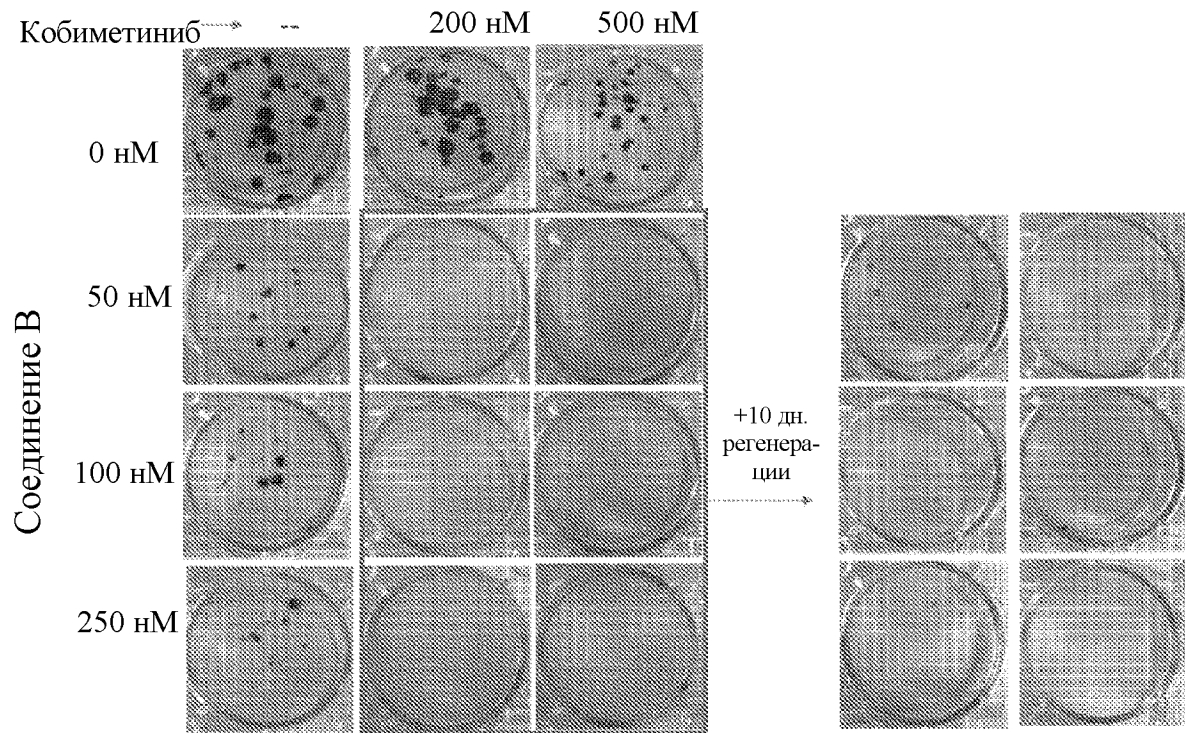 Кобиметиниб -- 200 нМ 500 нМ
0 нМ
50 нМ
100 нМ
250 нМ
Соединение В
+10 дн.
регенера-
ции